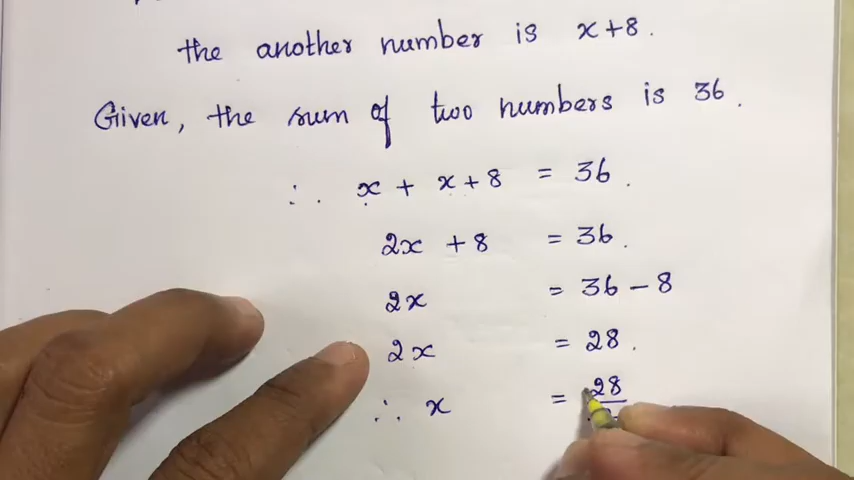 the another number is x+8.
Given, the sum of two numbers is 36.
∴ x + x+8 = 36.
2x +8 = 36.
2x = 36 - 8
2x = 28.
∴ x = 28